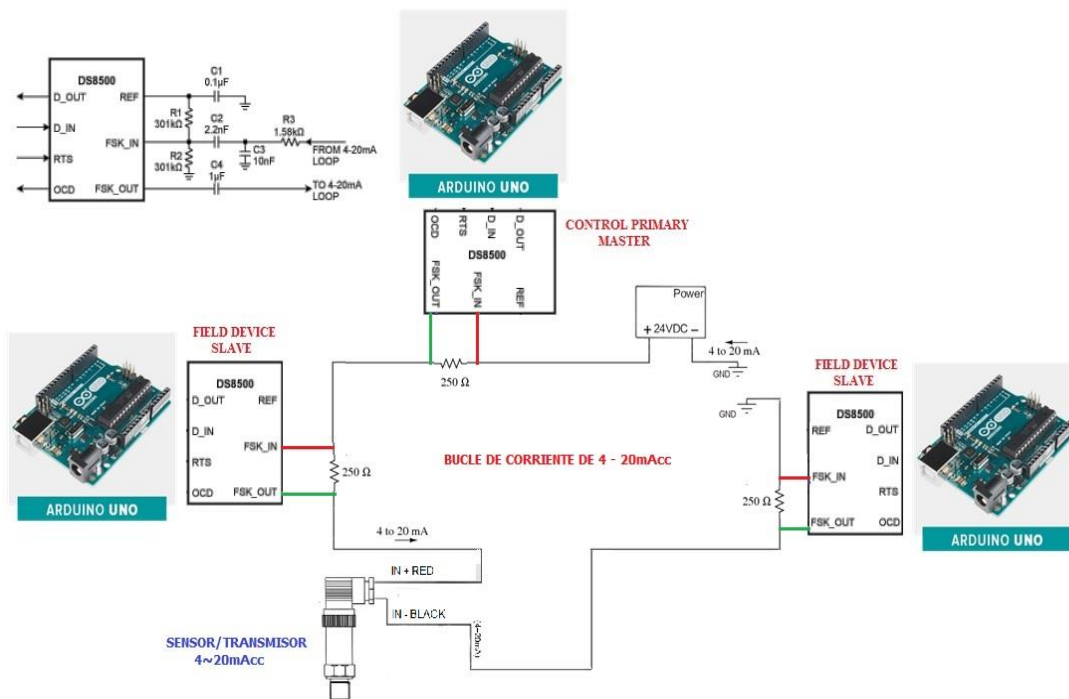 DS8500
D_OUT
REF
D_IN
FSK_IN
RTS
OCD
FSK_OUT
C1
0.1µF
R1
301kΩ
C2
2.2nF
R3
1.58kΩ
R2
301kΩ
C3
10nF
C4
1µF
FROM 4-20mA
LOOP
TO 4-20mA
LOOP
ARDUINO UNO
CONTROL PRIMARY
MASTER
OCD
RTS
D_IN
D_OUT
DS8500
FSK_OUT
FSK_IN
REF
250 Ω
Power
+ 24VDC -
4 to 20 mA
GND
FIELD DEVICE
SLAVE
DS8500
D_OUT
REF
D_IN
FSK_IN
RTS
OCD
FSK_OUT
ARDUINO UNO
250 Ω
BUCLE DE CORRIENTE DE 4 - 20mAcc
GND
FIELD DEVICE
SLAVE
DS8500
REF
D_OUT
D_IN
FSK_IN
RTS
FSK_OUT
OCD
250 Ω
ARDUINO UNO
4 to 20 mA
IN + RED
IN - BLACK
(4~20mA)
SENSOR/TRANSMISOR
4~20mAcc